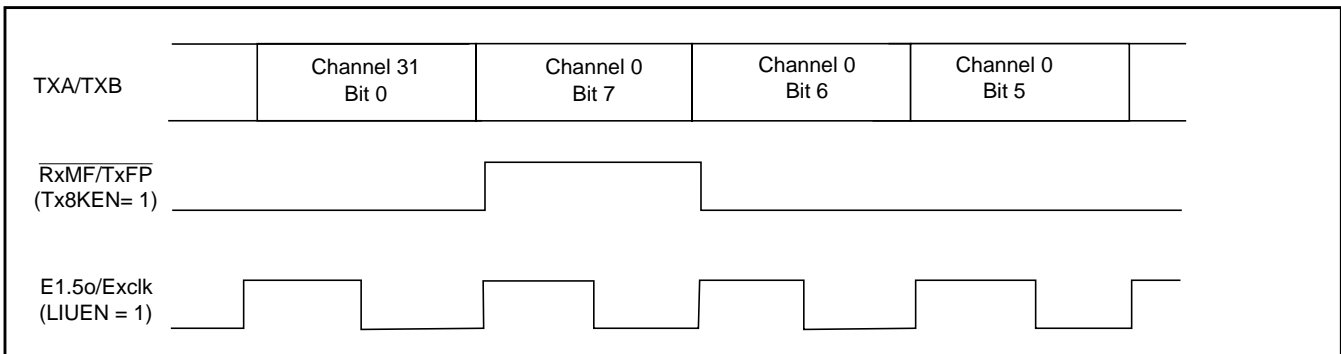 TXA/TXB
Channel 31
Bit 0
Channel 0
Bit 7
Channel 0
Bit 6
Channel 0
Bit 5
RxMF/TxFP
(Tx8KEN= 1)
E1.5o/Exclk
(LIUEN = 1)